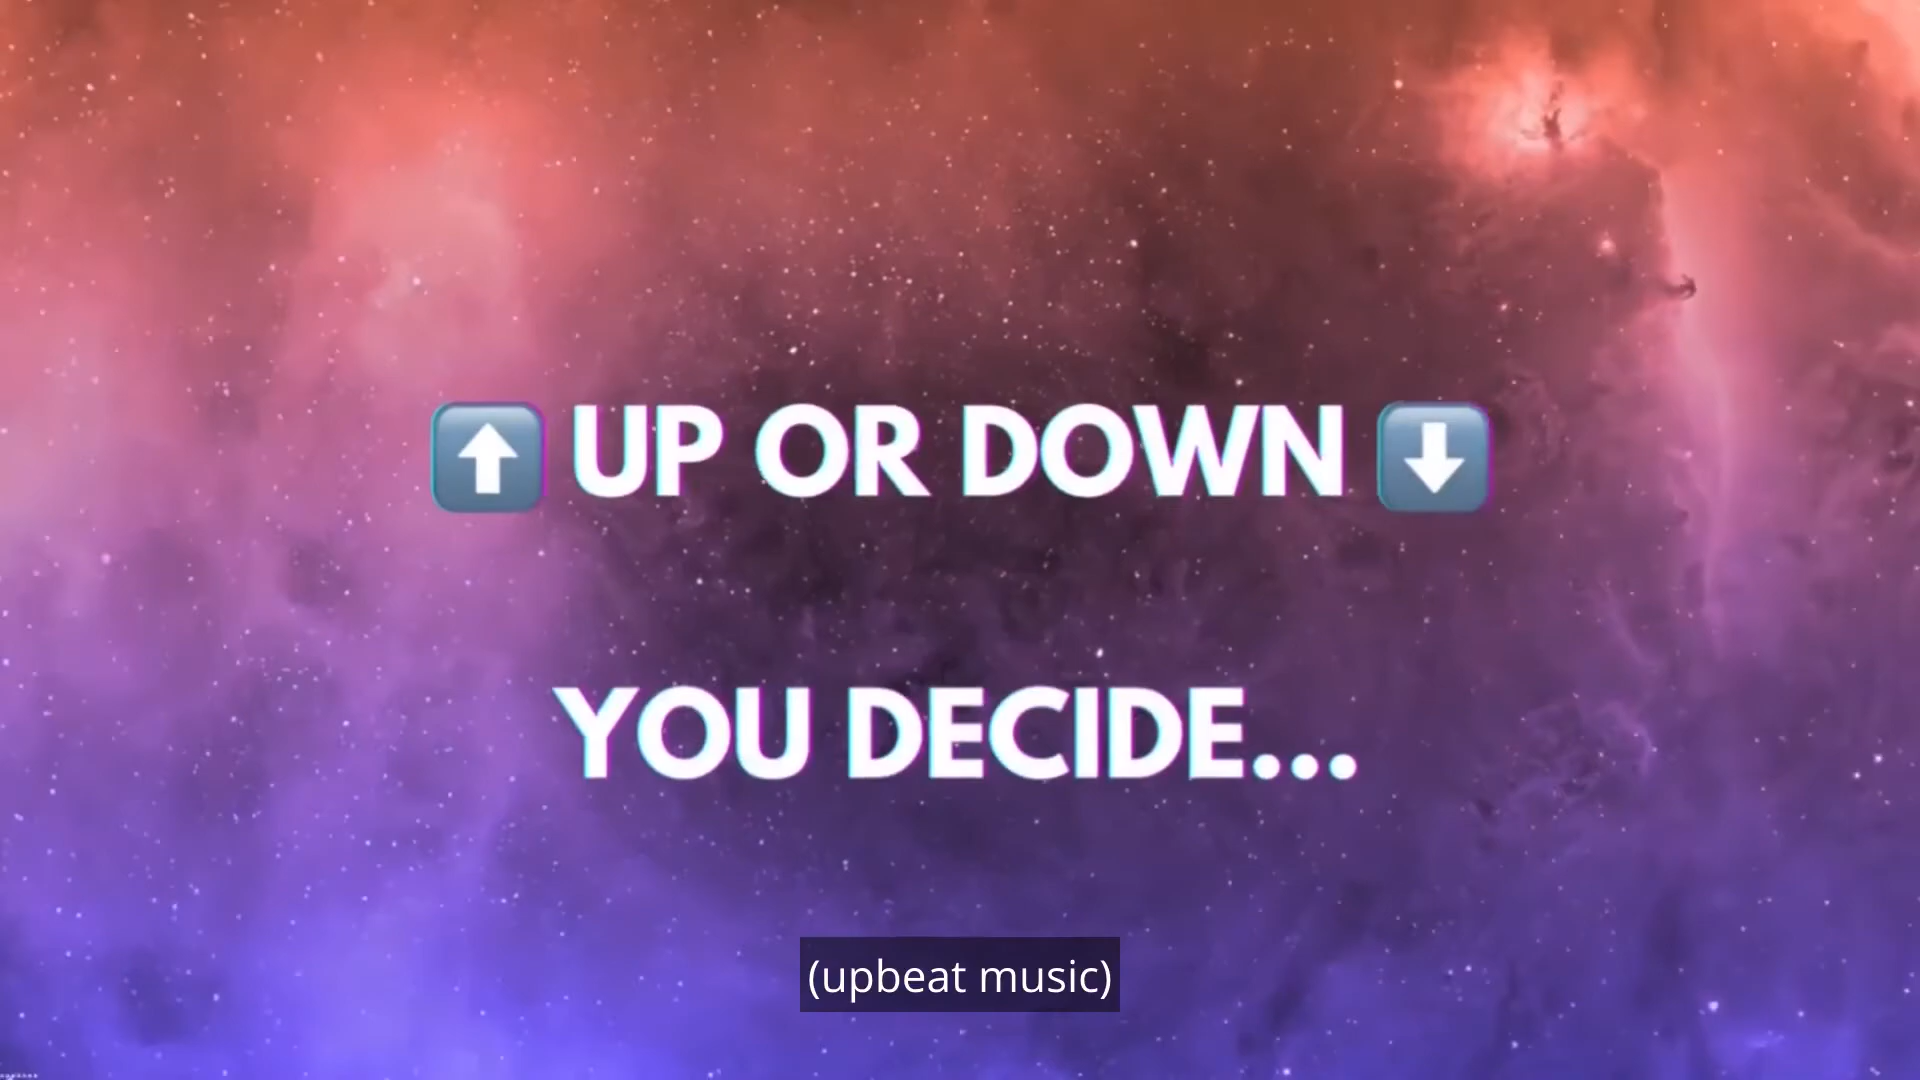 ⬆️ UP OR DOWN ⬇️
YOU DECIDE...
(upbeat music)